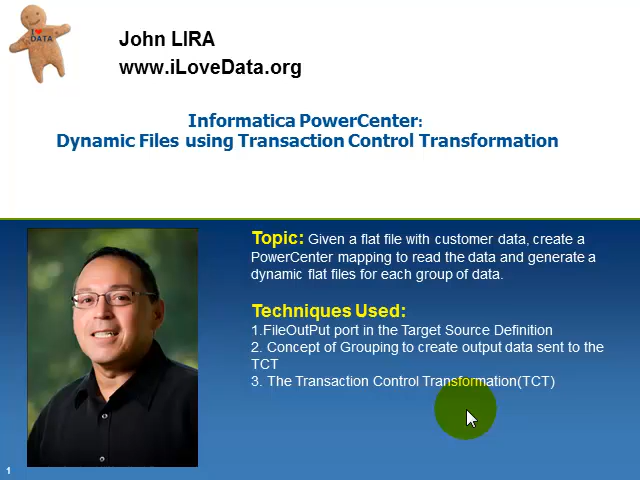 I ♥
DATA
John LIRA
www.iLoveData.org
Informatica PowerCenter:
Dynamic Files using Transaction Control Transformation
Topic: Given a flat file with customer data, create a
PowerCenter mapping to read the data and generate a
dynamic flat files for each group of data.
Techniques Used:
1.FileOutPut port in the Target Source Definition
2. Concept of Grouping to create output data sent to the
TCT
3. The Transaction Control Transformation(TCT)
1